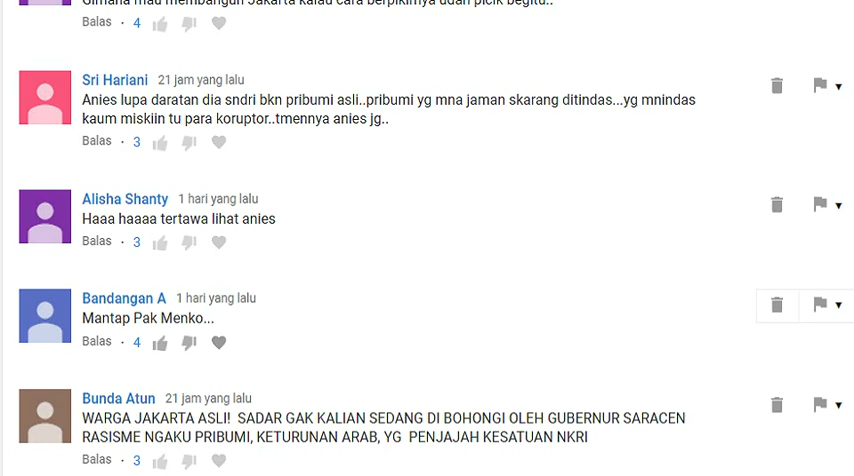 Gimana mau membangun Jakarta kalau cara berpikirnya udah picik begitu..
Balas · 4
Sri Hariani 21 jam yang lalu
Anies lupa daratan dia sndri bkn pribumi asli..pribumi yg mna jaman skarang ditindas...yg mnindas
kaum miskiin tu para koruptor..tmennya anies jg..
Balas · 3
Alisha Shanty 1 hari yang lalu
Haaa haaaa tertawa lihat anies
Balas · 3
Bandangan A 1 hari yang lalu
Mantap Pak Menko...
Balas · 4
Bunda Atun 21 jam yang lalu
WARGA JAKARTA ASLI! SADAR GAK KALIAN SEDANG DI BOHONGI OLEH GUBERNUR SARACEN
RASISME NGAKU PRIBUMI, KETURUNAN ARAB, YG PENJAJAH KESATUAN NKRI
Balas · 3